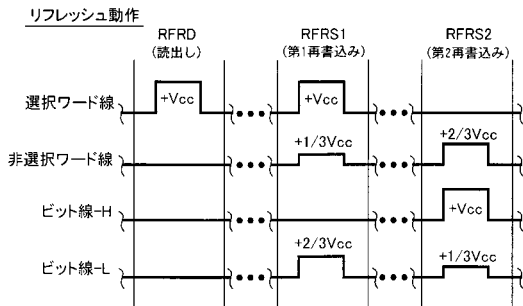 リフレッシュ動作
RFRD RFRS1 RFRS2
(読出し) (第1再書込み) (第2再書込み)
選択ワード線 +Vcc +Vcc
非選択ワード線 +1/3Vcc +2/3Vcc
ビット線-H +Vcc
ビット線-L +2/3Vcc +1/3Vcc